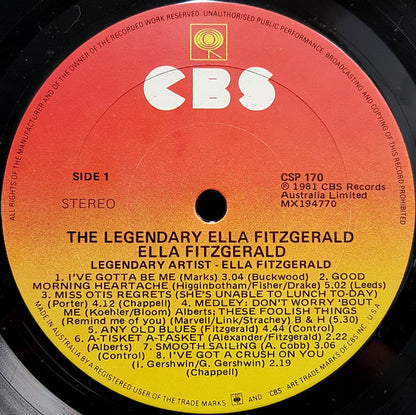 ALL RIGHTS OF THE MANUFACTURER AND OF THE OWNER OF THE RECORDED WORK RESERVED. UNAUTHORISED PUBLIC PERFORMANCE, BROADCASTING AND COPYING OF THIS RECORD PROHIBITED
CBS
SIDE 1
STEREO
CSP 170
Ⓟ 1981 CBS Records
Australia Limited
MX194770
THE LEGENDARY ELLA FITZGERALD
ELLA FITZGERALD
LEGENDARY ARTIST - ELLA FITZGERALD
1. I'VE GOTTA BE ME (Marks) 3.04 (Buckwood) 2. GOOD
MORNING HEARTACHE (Higginbotham/Fisher/Drake) 5.02 (Leeds)
3. MISS OTIS REGRETS (SHE'S UNABLE TO LUNCH TO-DAY)
(Porter) 4.12 (Chappell) 4. MEDLEY: DON'T WORRY 'BOUT
ME (Koehler/Bloom) Alberts; THESE FOOLISH THINGS
(Remind me of you) (Marvell/Link/Strachey) B & H (5.30)
5. ANY OLD BLUES (Fitzgerald) 4.44 (Control)
6. A-TISKET A-TASKET (Alexander/Fitzgerald) 2.22
(Alberts) 7. SMOOTH SAILING (A. Cobb) 3.06
(Control) 8. I'VE GOT A CRUSH ON YOU
(I. Gershwin/G. Gershwin) 2.19
(Chappell)
MADE IN AUSTRALIA BY A REGISTERED USER OF THE TRADE MARKS AND "CBS" ARE TRADE MARKS OF CBS INC. U.S.A.